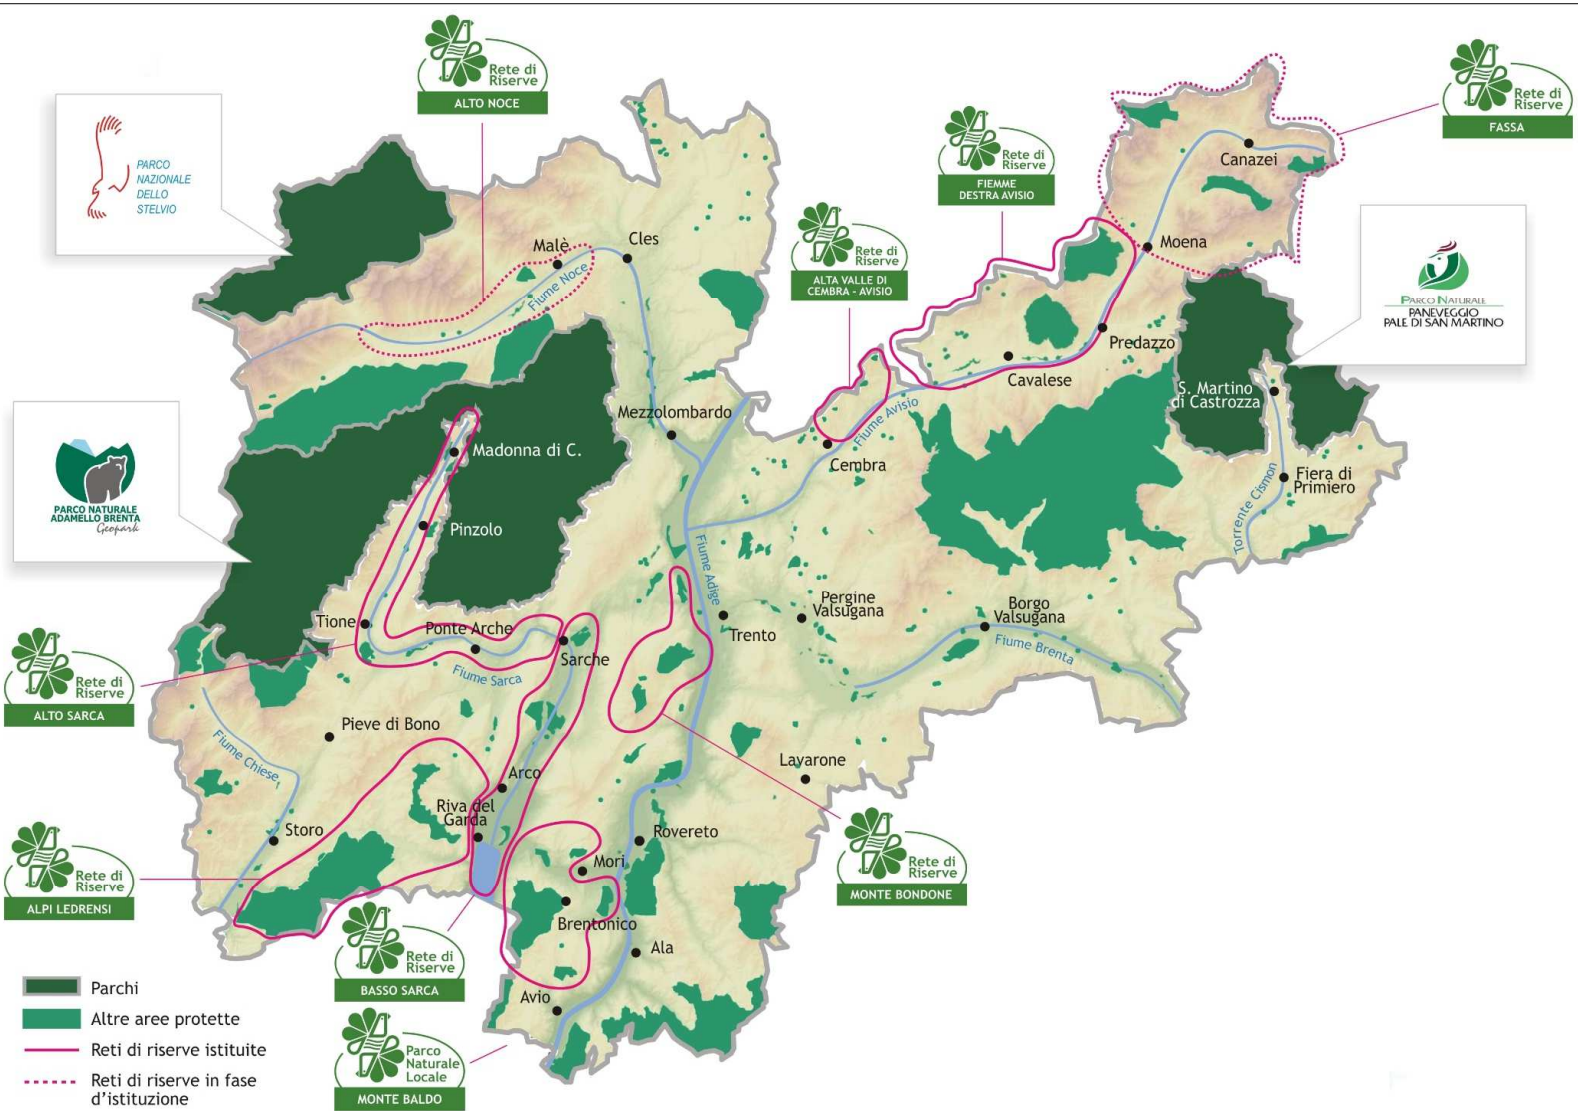 Rete di
Riserve
ALTO NOCE
Rete di
Riserve
FASSA
PARCO
NAZIONALE
DELLO
STELVIO
Rete di
Riserve
FIEMME
DESTRA AVISIO
Canazei
Rete di
Riserve
ALTA VALLE DI
CEMBRA - AVISIO
Malè
Cles
Fiume Noce
Moena
PARCO NATURALE
PANEVEGGIO
PALE DI SAN MARTINO
Predazzo
Cavalese
S. Martino
di Castrozza
Mezzolombardo
Fiume Avisio
Madonna di C.
Cembra
Fiera di
Primiero
Torrente Cismon
PARCO NATURALE
ADAMELLO BRENTA
Geopark
Pinzolo
Fiume Adige
Tione
Ponte Arche
Sarche
Fiume Sarca
Trento
Pergine
Valsugana
Borgo
Valsugana
Fiume Brenta
Rete di
Riserve
ALTO SARCA
Pieve di Bono
Fiume Chiese
Lavarone
Arco
Riva del
Garda
Storo
Rovereto
Mori
Rete di
Riserve
ALPI LEDRENSI
Rete di
Riserve
MONTE BONDONE
Brentonico
Ala
Rete di
Riserve
BASSO SARCA
Avio
Parco
Naturale
Locale
MONTE BALDO
Parchi
Altre aree protette
Reti di riserve istituite
Reti di riserve in fase
d'istituzione